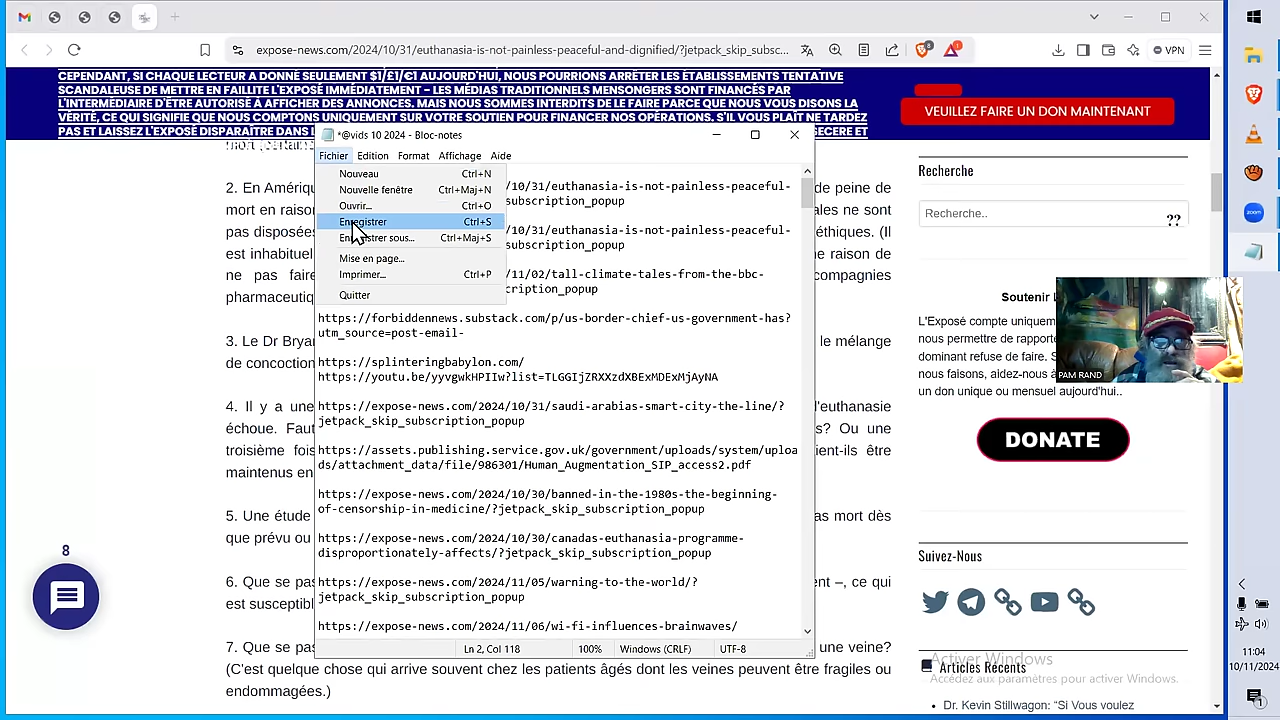 expose-news.com/2024/10/31/euthanasia-is-not-painless-peaceful-and-dignified/?jetpack_skip_subsc...
8
1
VPN
CEPENDANT, SI CHAQUE LECTEUR A DONNÉ SEULEMENT $1/£1/€1 AUJOURD'HUI, NOUS POURRIONS ARRÊTER LES ÉTABLISSEMENTS TENTATIVE
SCANDALEUSE DE METTRE EN FAILLITE L'EXPOSÉ IMMÉDIATEMENT – LES MÉDIAS TRADITIONNELS MENSONGERS SONT FINANCÉS PAR
L'INTERMÉDIAIRE D'ÊTRE AUTORISÉ À AFFICHER DES ANNONCES. MAIS NOUS SOMMES INTERDITS DE LE FAIRE PARCE QUE NOUS VOUS DISONS LA
VÉRITÉ, CE QUI SIGNIFIE QUE NOUS COMPTONS UNIQUEMENT SUR VOTRE SOUTIEN POUR FINANCER NOS OPÉRATIONS. S'IL VOUS PLAÎT NE TARDEZ
PAS ET LAISSEZ L'EXPOSÉ DISPARAÎTRE DANS
SECERE ET
VEUILLEZ FAIRE UN DON MAINTENANT
*@vids 10 2024 - Bloc-notes
Fichier Edition Format Affichage Aide
Nouveau Ctrl+N
Nouvelle fenêtre Ctrl+Maj+N
Ouvrir... Ctrl+O
Enregistrer Ctrl+S
Enregistrer sous... Ctrl+Maj+S
Mise en page...
Imprimer... Ctrl+P
Quitter
/10/31/euthanasia-is-not-painless-peaceful-
subscription_popup
/10/31/euthanasia-is-not-painless-peaceful-
subscription_popup
/11/02/tall-climate-tales-from-the-bbc-
cription_popup
https://forbiddennews.substack.com/p/us-border-chief-us-government-has?
utm_source=post-email-
https://splinteringbabylon.com/
https://youtu.be/yyvgwkHPIIw?list=TLGGIjZRXXzdXBExMDExMjAyNA
https://expose-news.com/2024/10/31/saudi-arabias-smart-city-the-line/?
jetpack_skip_subscription_popup
https://assets.publishing.service.gov.uk/government/uploads/system/uploa
ds/attachment_data/file/986301/Human_Augmentation_SIP_access2.pdf
https://expose-news.com/2024/10/30/banned-in-the-1980s-the-beginning-
of-censorship-in-medicine/?jetpack_skip_subscription_popup
https://expose-news.com/2024/10/30/canadas-euthanasia-programme-
disproportionately-affects/?jetpack_skip_subscription_popup
https://expose-news.com/2024/11/05/warning-to-the-world/?
jetpack_skip_subscription_popup
https://expose-news.com/2024/11/06/wi-fi-influences-brainwaves/
Ln 2, Col 118 100% Windows (CRLF) UTF-8
2. En Amériqu
de peine de
mort en raison
ales ne sont
pas disposées
éthiques. (Il
est inhabituel
ne raison de
ne pas faire
compagnies
pharmaceutiq
3. Le Dr Brya
le mélange
de concoction
4. Il y a une
l'euthanasie
échoue. Faut
s? Ou une
troisième fois
ient-ils être
maintenus en
5. Une étude
as mort dès
que prévu ou
6. Que se pas
ent –, ce qui
est susceptibl
7. Que se pas
une veine?
(C'est quelque chose qui arrive souvent chez les patients âgés dont les veines peuvent être fragiles ou
endommagées.)
8
Recherche
Recherche..
??
Soutenir
L'Exposé compte uniquem
nous permettre de rapporte
dominant refuse de faire. S
nous faisons, aidez-nous à
un don unique ou mensuel aujourd'hui..
PAM RAND
DONATE
Suivez-Nous
Articles Récents
Dr. Kevin Stillwagon: “Si Vous voulez
Activer Windows
Accédez aux paramètres pour activer Windows.
zoom
11:04
10/11/2024
1